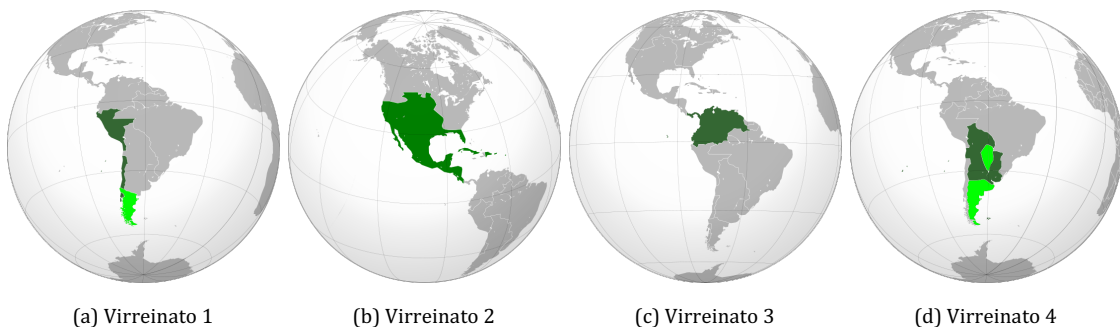 (a) Virreinato 1
(b) Virreinato 2
(c) Virreinato 3
(d) Virreinato 4